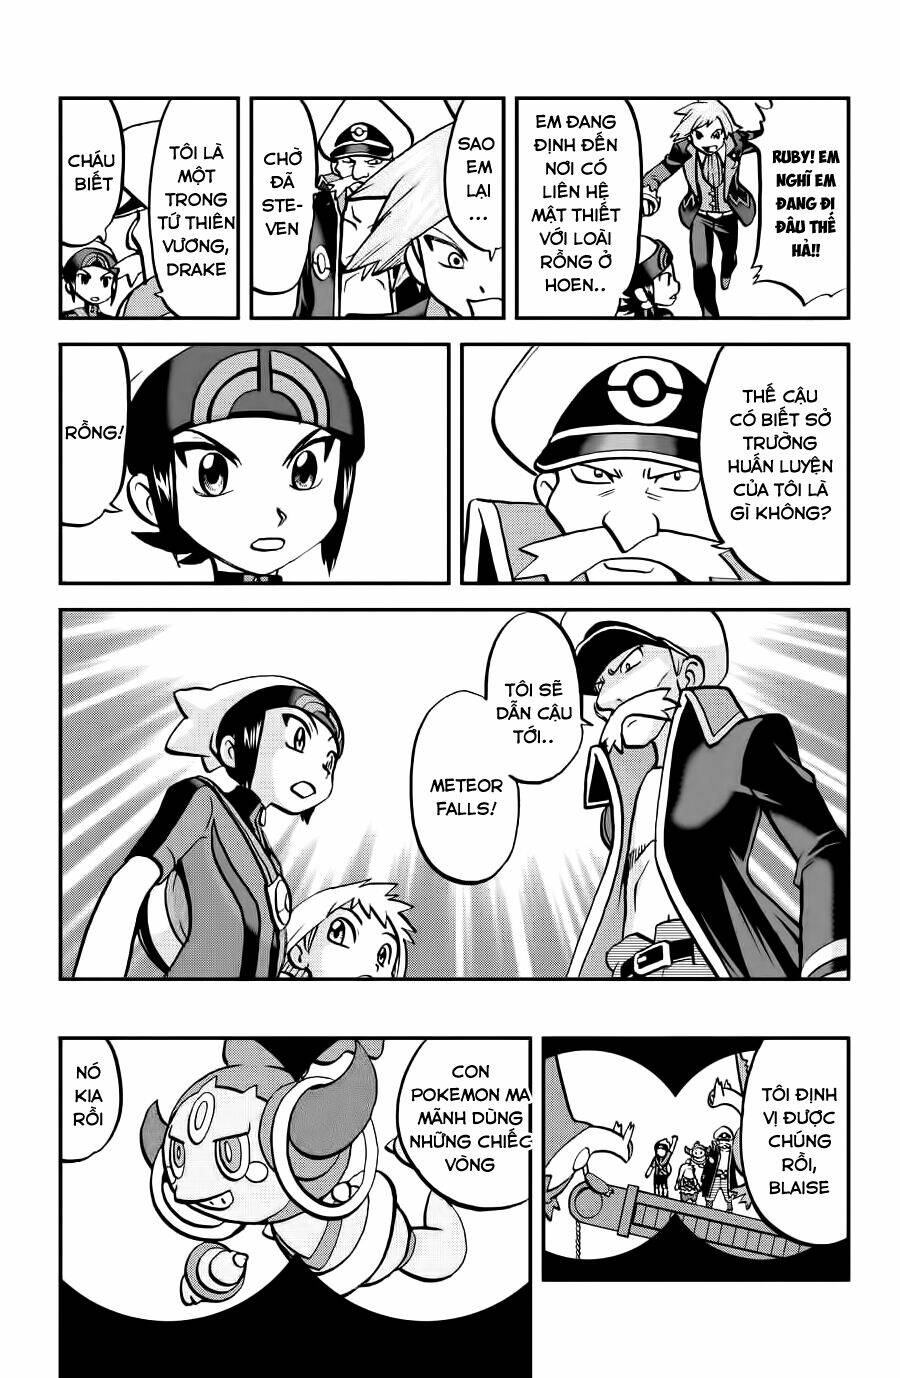 RUBY! EM
NGHĨ EM
ĐANG ĐI
ĐÂU THẾ
HẢ!!
EM ĐANG
ĐỊNH ĐẾN
NƠI CÓ
LIÊN HỆ
MẬT THIẾT
VỚI LOÀI
RỒNG Ở
HOEN..
SAO
EM
LẠI
...
CHỜ
ĐÃ
STE-
VEN
TÔI LÀ
MỘT
TRONG
TỨ THIÊN
VƯƠNG,
DRAKE
CHÁU
BIẾT
THẾ CẬU
CÓ BIẾT SỞ
TRƯỜNG
HUẤN LUYỆN
CỦA TÔI LÀ
GÌ KHÔNG?
RỒNG!
TÔI SẼ
DẪN CẬU
TỚI..
METEOR
FALLS!
TÔI ĐỊNH
VỊ ĐƯỢC
CHÚNG
RỒI,
BLAISE
CON
POKEMON MA
MÃNH DÙNG
NHỮNG CHIẾC
VÒNG
NÓ
KIA
RỒI